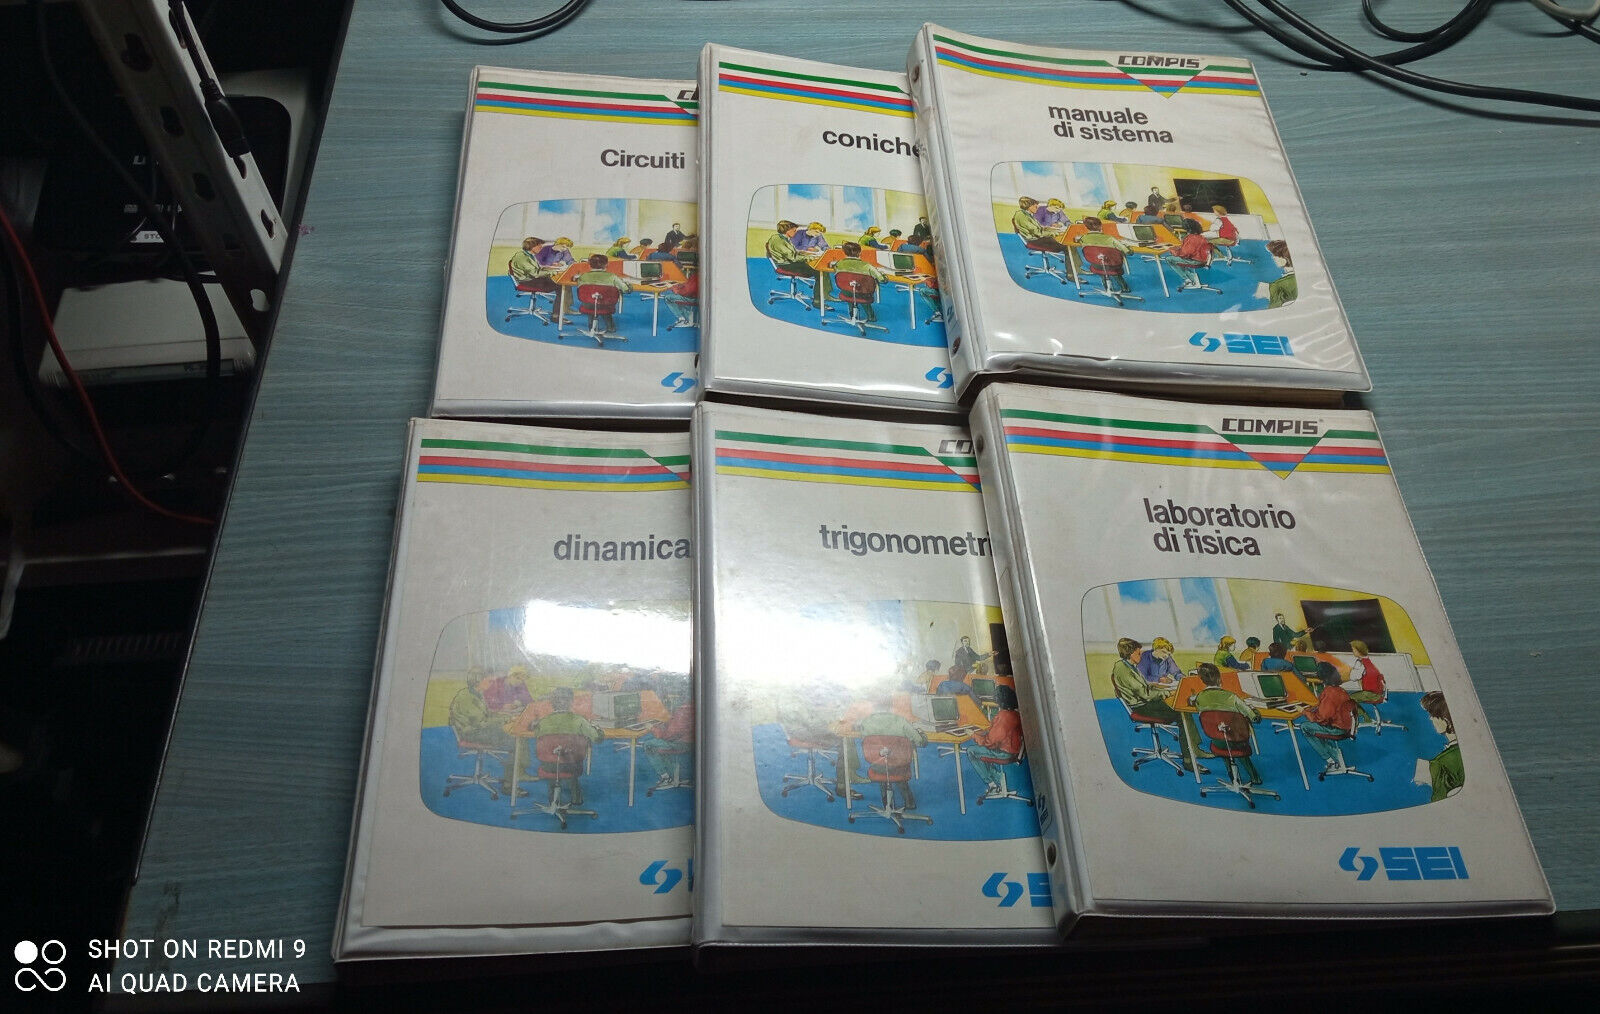 Circuiti
coniche
COMPIS
manuale
di sistema
SEI
dinamica
trigonometri
COMPIS®
laboratorio
di fisica
SEI
SHOT ON REDMI 9
AI QUAD CAMERA